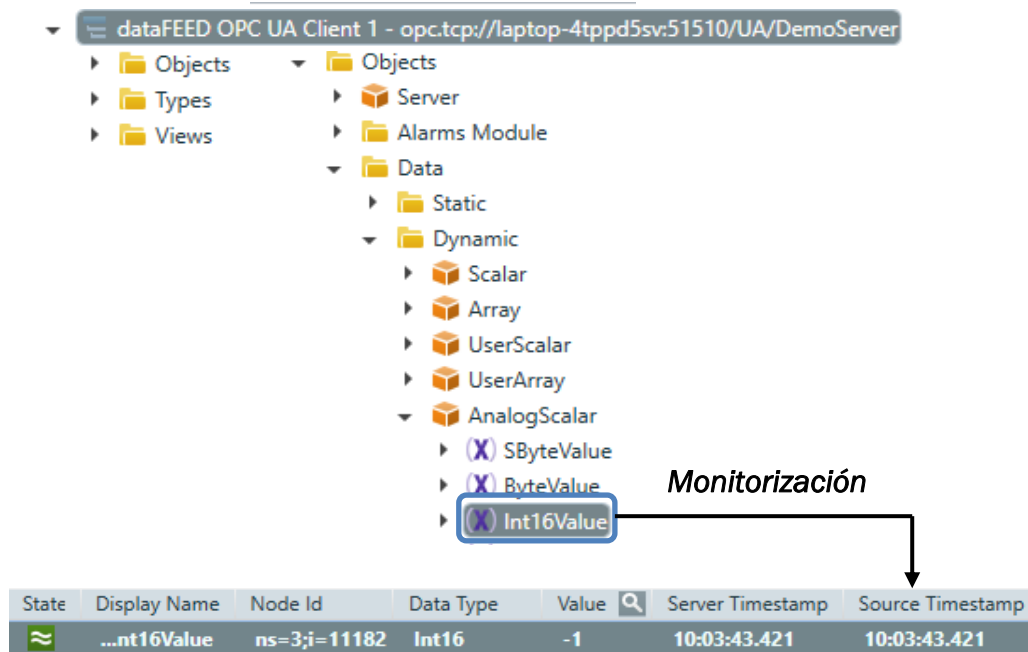 dataFEED OPC UA Client 1 - opc.tcp://laptop-4tppd5sv:51510/UA/DemoServer
Objects
Types
Views
Objects
Server
Alarms Module
Data
Static
Dynamic
Scalar
Array
UserScalar
UserArray
AnalogScalar
(X) SByteValue
(X) ByteValue
(X) Int16Value
Monitorización
State Display Name Node Id Data Type Value Server Timestamp Source Timestamp
...nt16Value ns=3;i=11182 Int16 -1 10:03:43.421 10:03:43.421